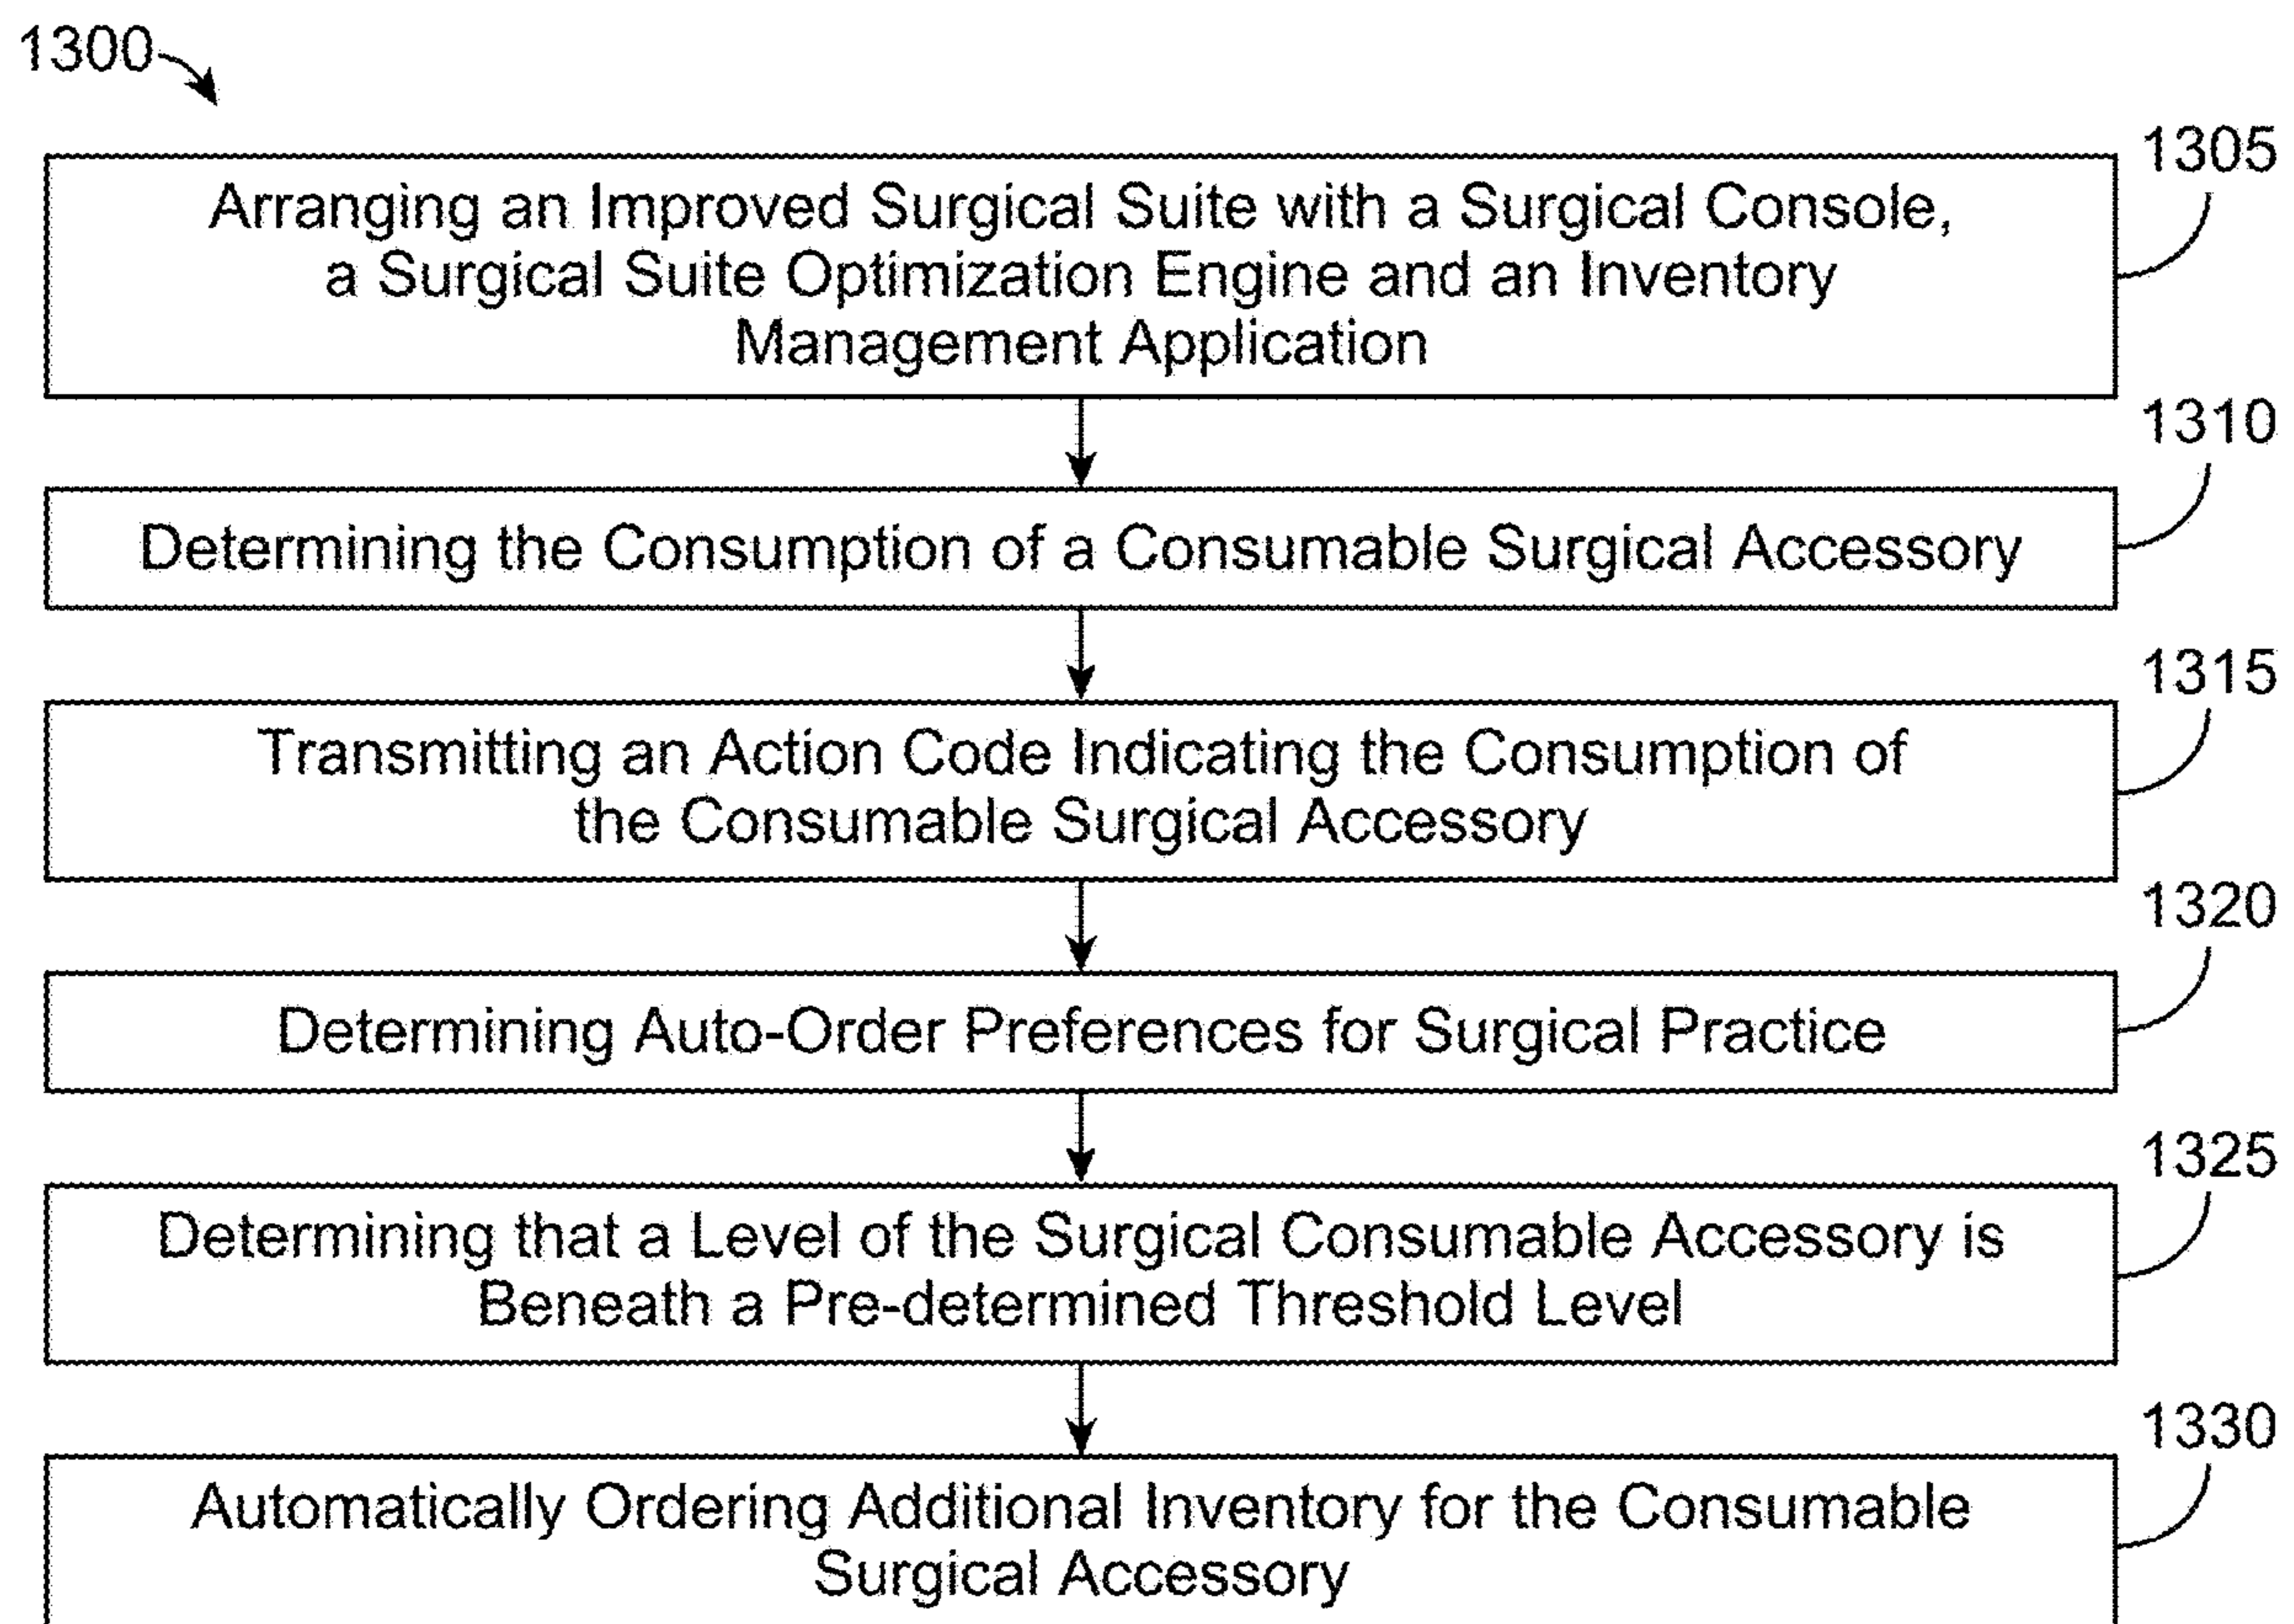 1300
1305
Arranging an Improved Surgical Suite with a Surgical Console,
a Surgical Suite Optimization Engine and an Inventory
Management Application
1310
Determining the Consumption of a Consumable Surgical Accessory
1315
Transmitting an Action Code Indicating the Consumption of
the Consumable Surgical Accessory
1320
Determining Auto-Order Preferences for Surgical Practice
1325
Determining that a Level of the Surgical Consumable Accessory is
Beneath a Pre-determined Threshold Level
1330
Automatically Ordering Additional Inventory for the Consumable
Surgical Accessory